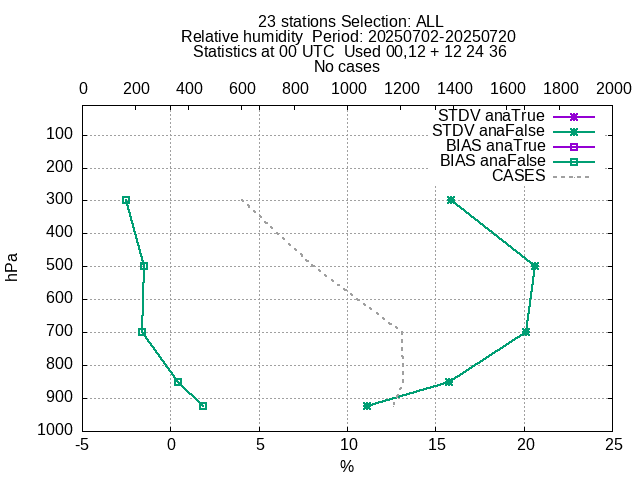 23 stations Selection: ALL
Relative humidity  Period: 20250702-20250720
Statistics at 00 UTC  Used 00,12 + 12 24 36
No cases
0 200 400 600 800 1000 1200 1400 1600 1800 2000
STDV anaTrue
STDV anaFalse
BIAS anaTrue
BIAS anaFalse
CASES
100
200
300
400
500
600
700
800
900
1000
hPa
-5 0 5 10 15 20 25
%